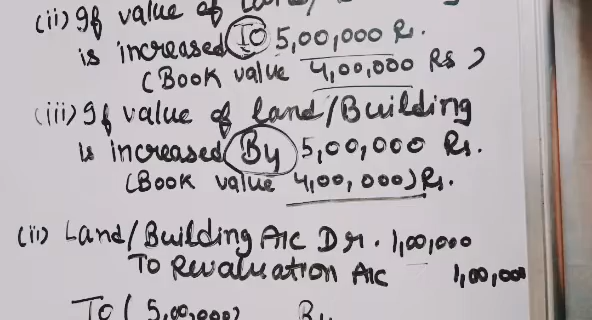 (ii) If value of land/
is increased To 5,00,000 R.
(Book value 4,00,000 Rs)
(iii) If value of land/Building
is increased By 5,00,000 Rs.
(Book value 4,00,000) Rs.
(ii) Land/Building A/c Dr. 1,00,000
To Revaluation A/c 1,00,000
To (5,00,000) By